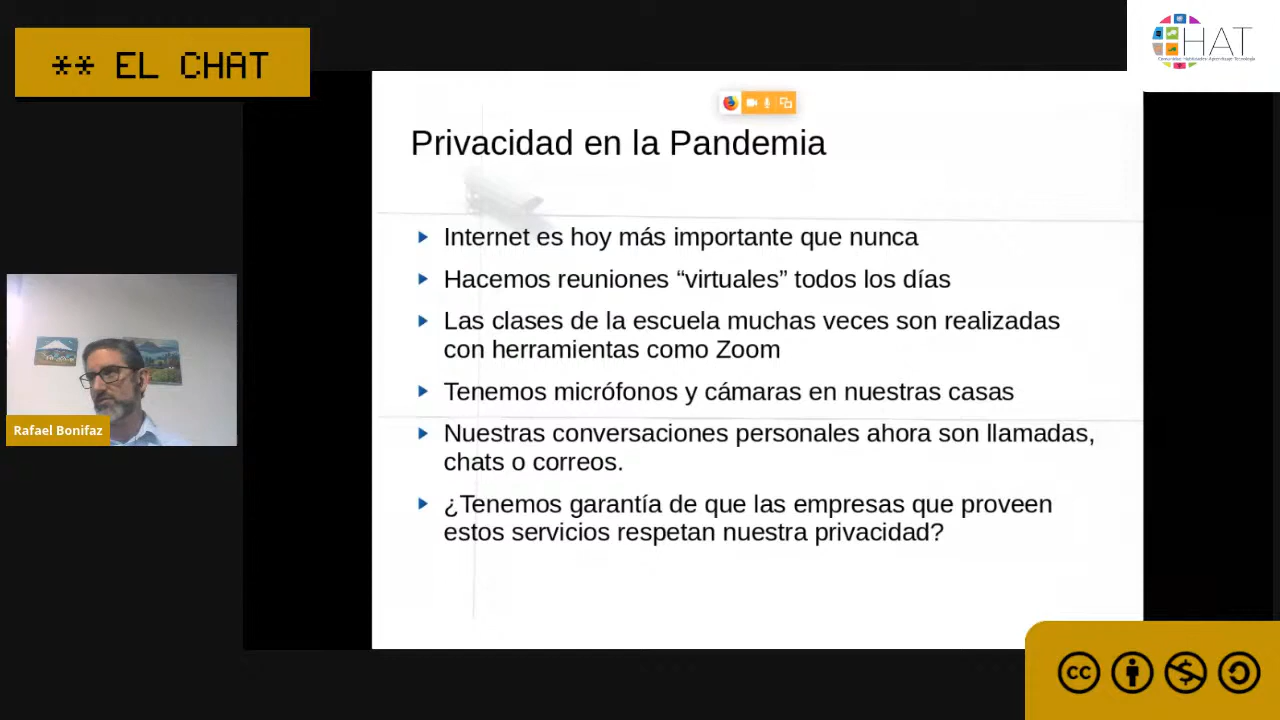 ** EL CHAT
HAT
Privacidad en la Pandemia
Internet es hoy más importante que nunca
Hacemos reuniones “virtuales” todos los días
Las clases de la escuela muchas veces son realizadas
con herramientas como Zoom
Tenemos micrófonos y cámaras en nuestras casas
Nuestras conversaciones personales ahora son llamadas,
chats o correos.
¿Tenemos garantía de que las empresas que proveen
estos servicios respetan nuestra privacidad?
Rafael Bonifaz
cc